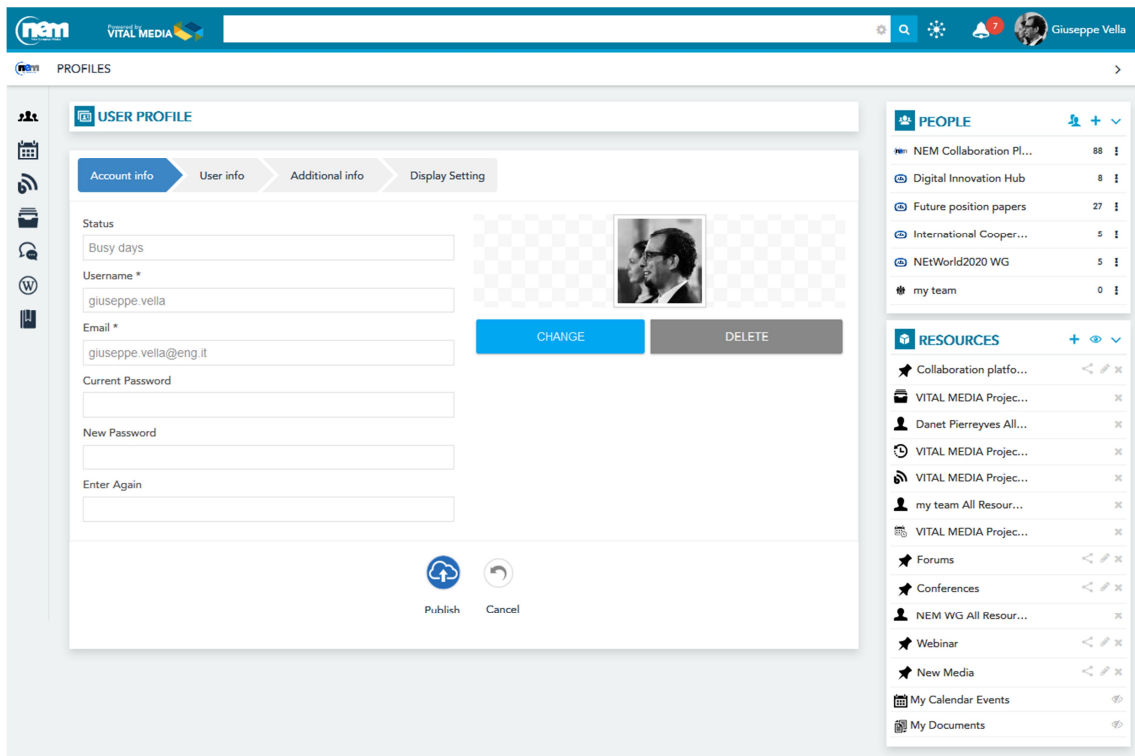 nem
Powered by
VITAL MEDIA
7
Giuseppe Vella
nem PROFILES
USER PROFILE
Account info
User info
Additional info
Display Setting
Status
Busy days
Username *
giuseppe.vella
Email *
giuseppe.vella@eng.it
Current Password
New Password
Enter Again
CHANGE
DELETE
Publish
Cancel
PEOPLE
nem NEM Collaboration Pl... 88
Digital Innovation Hub 8
Future position papers 27
International Cooper... 5
NEtWorld2020 WG 5
my team 0
RESOURCES
Collaboration platfo...
VITAL MEDIA Projec...
Danet Pierreyves All...
VITAL MEDIA Projec...
VITAL MEDIA Projec...
my team All Resour...
VITAL MEDIA Projec...
Forums
Conferences
NEM WG All Resour...
Webinar
New Media
My Calendar Events
My Documents